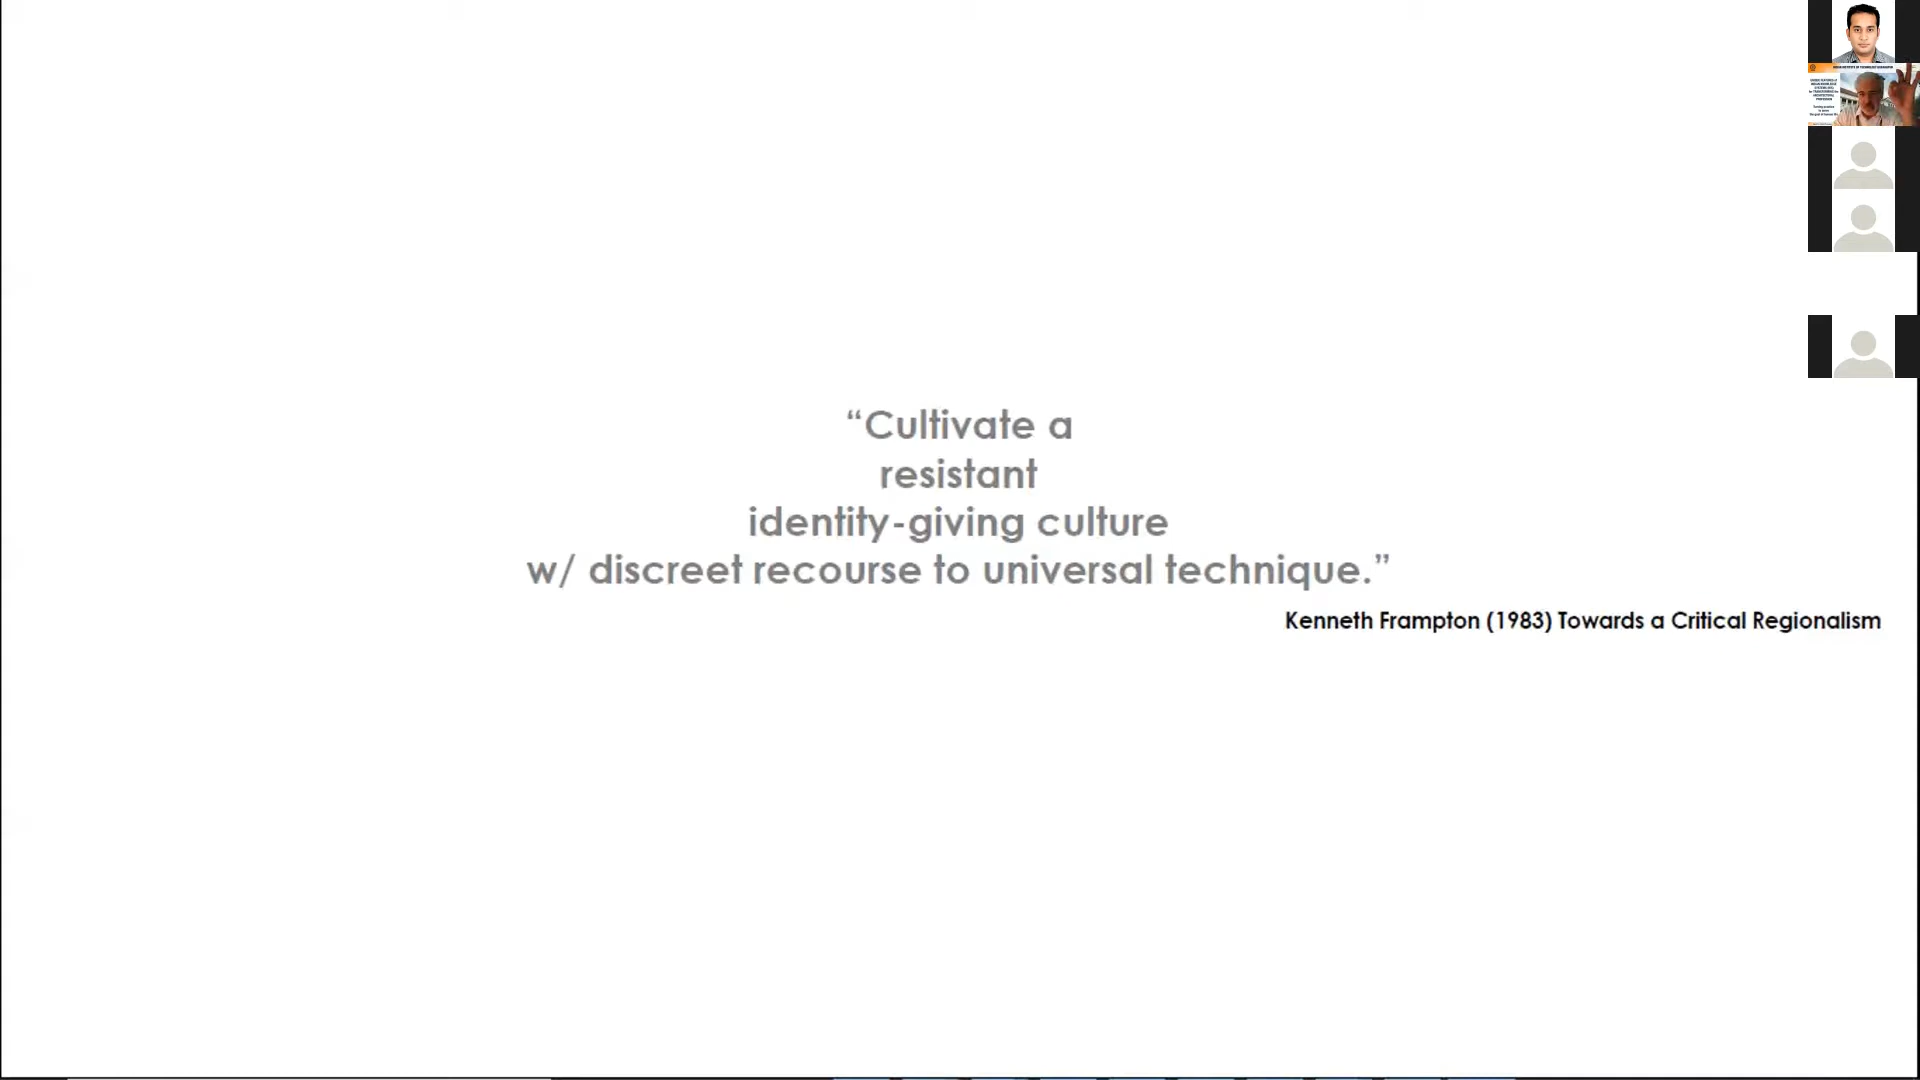 “Cultivate a
resistant
identity-giving culture
w/ discreet recourse to universal technique.”
Kenneth Frampton (1983) Towards a Critical Regionalism